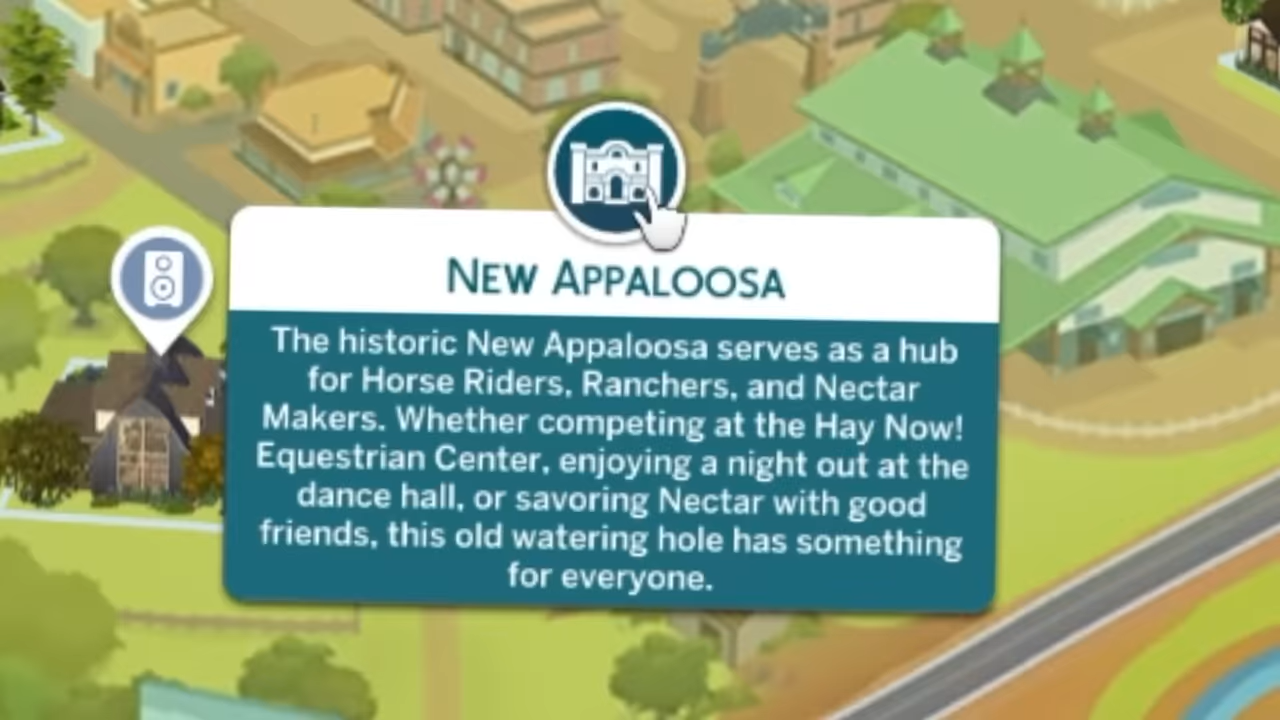 New Appaloosa
The historic New Appaloosa serves as a hub
for Horse Riders, Ranchers, and Nectar
Makers. Whether competing at the Hay Now!
Equestrian Center, enjoying a night out at the
dance hall, or savoring Nectar with good
friends, this old watering hole has something
for everyone.